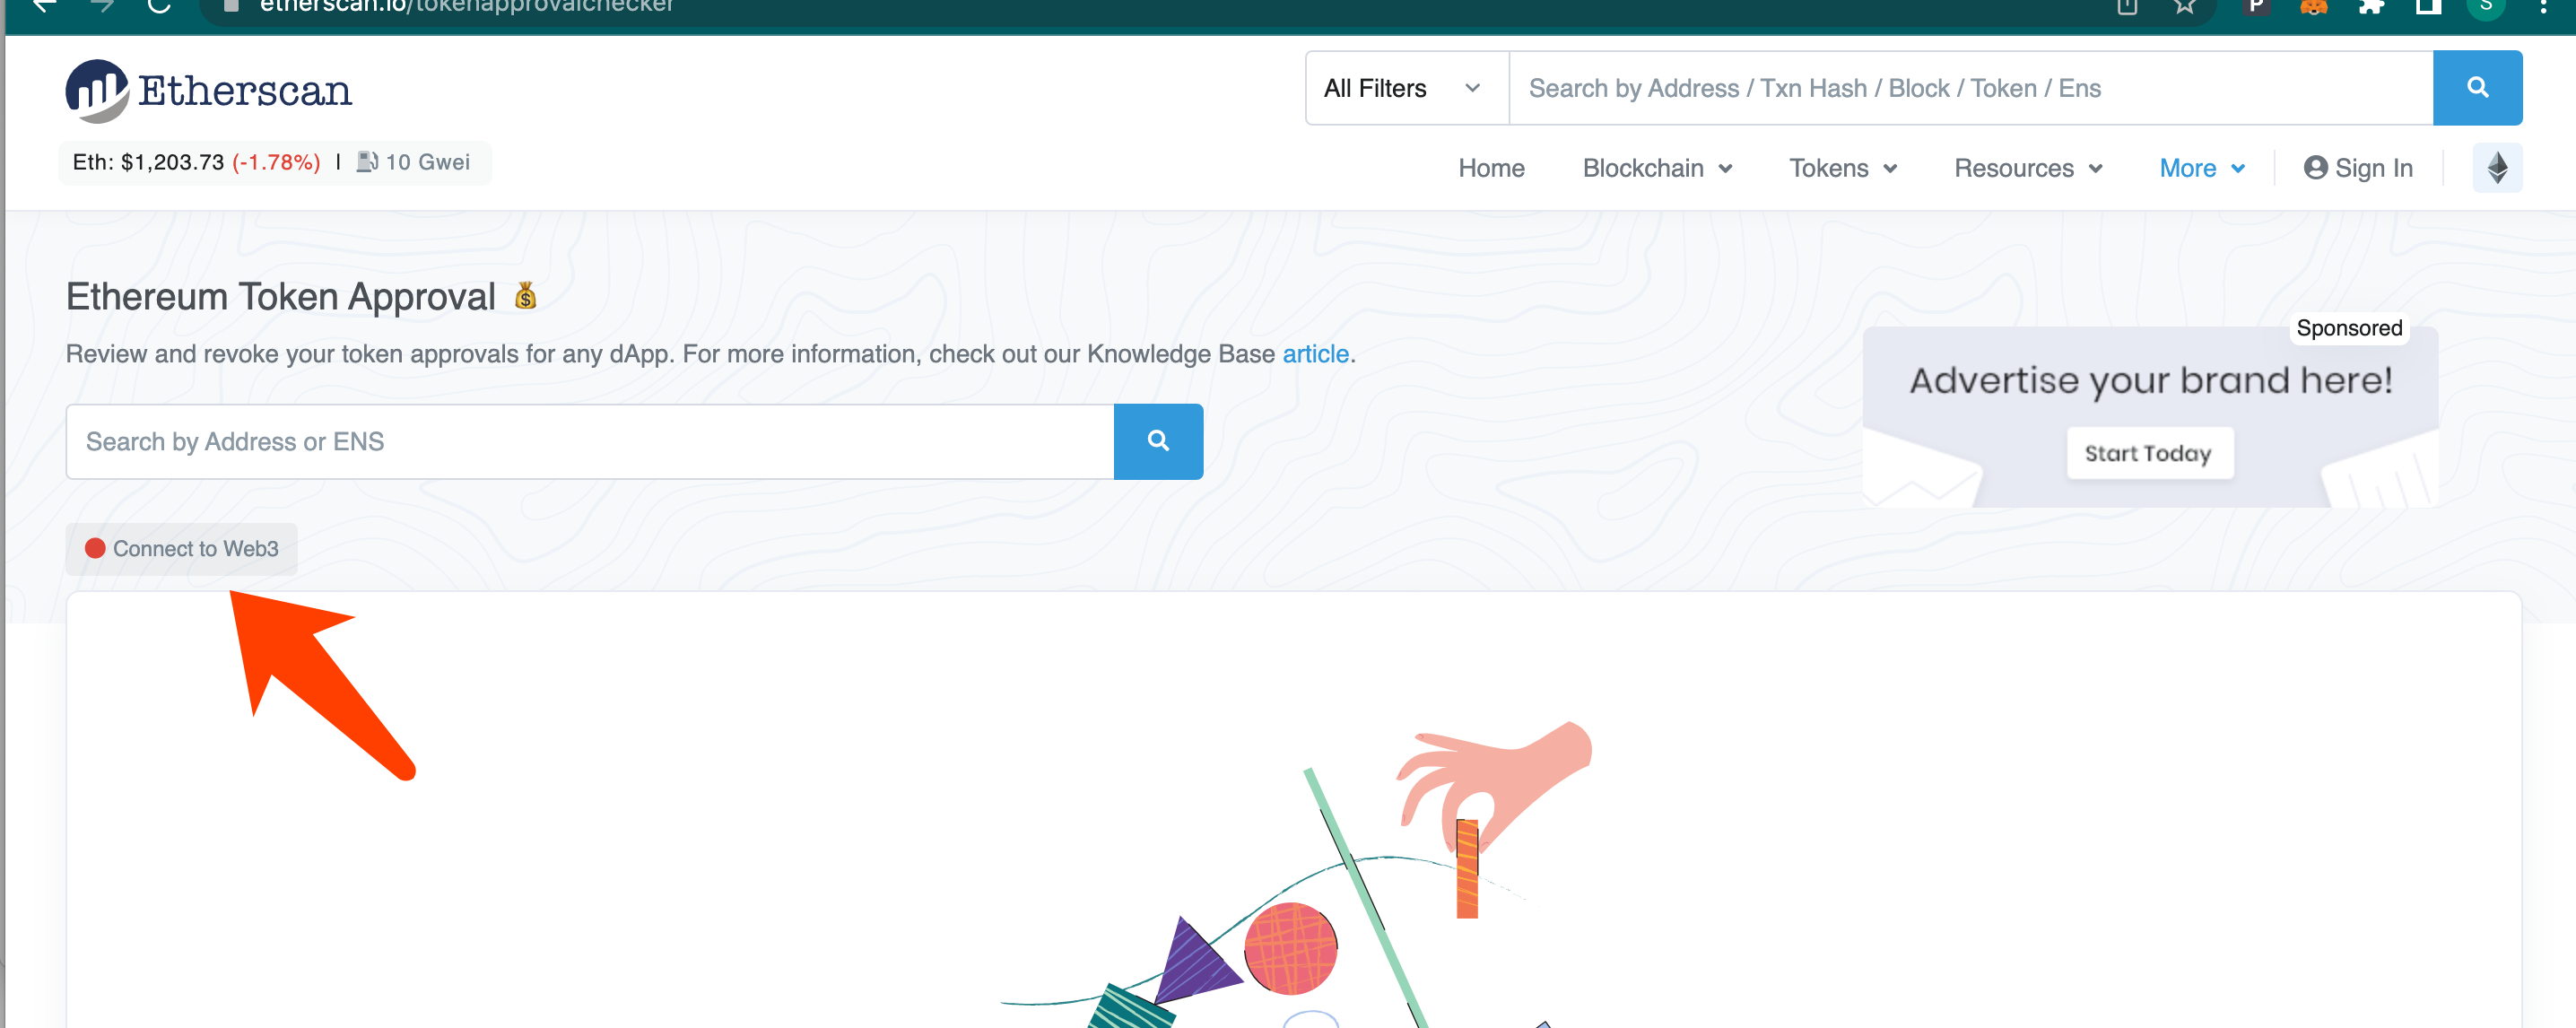 etherscan.io/tokenapprovalchecker
P
S
Etherscan
All Filters
Search by Address / Txn Hash / Block / Token / Ens
Eth: $1,203.73 (-1.78%) | 10 Gwei
Home
Blockchain
Tokens
Resources
More
Sign In
Ethereum Token Approval
Review and revoke your token approvals for any dApp. For more information, check out our Knowledge Base article.
Search by Address or ENS
Sponsored
Advertise your brand here!
Start Today
Connect to Web3